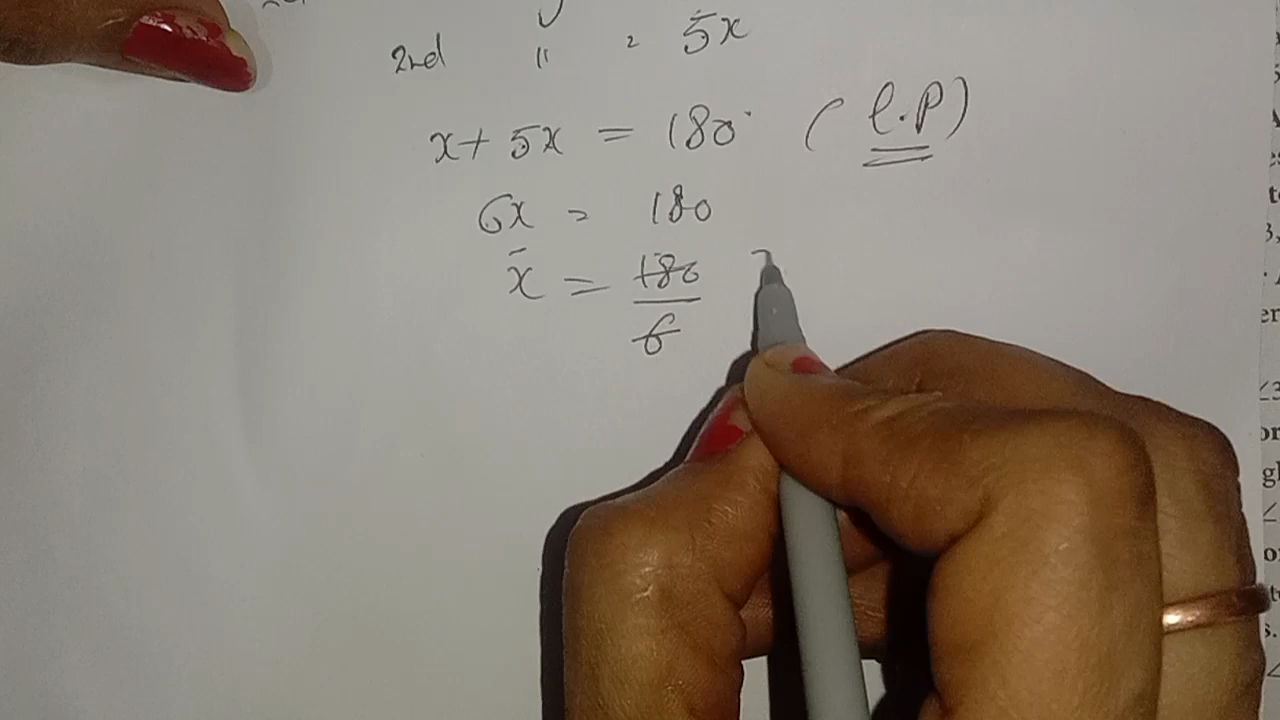 2nd " = 5x
x + 5x = 180° (l.p)
6x = 180
x = 180/6